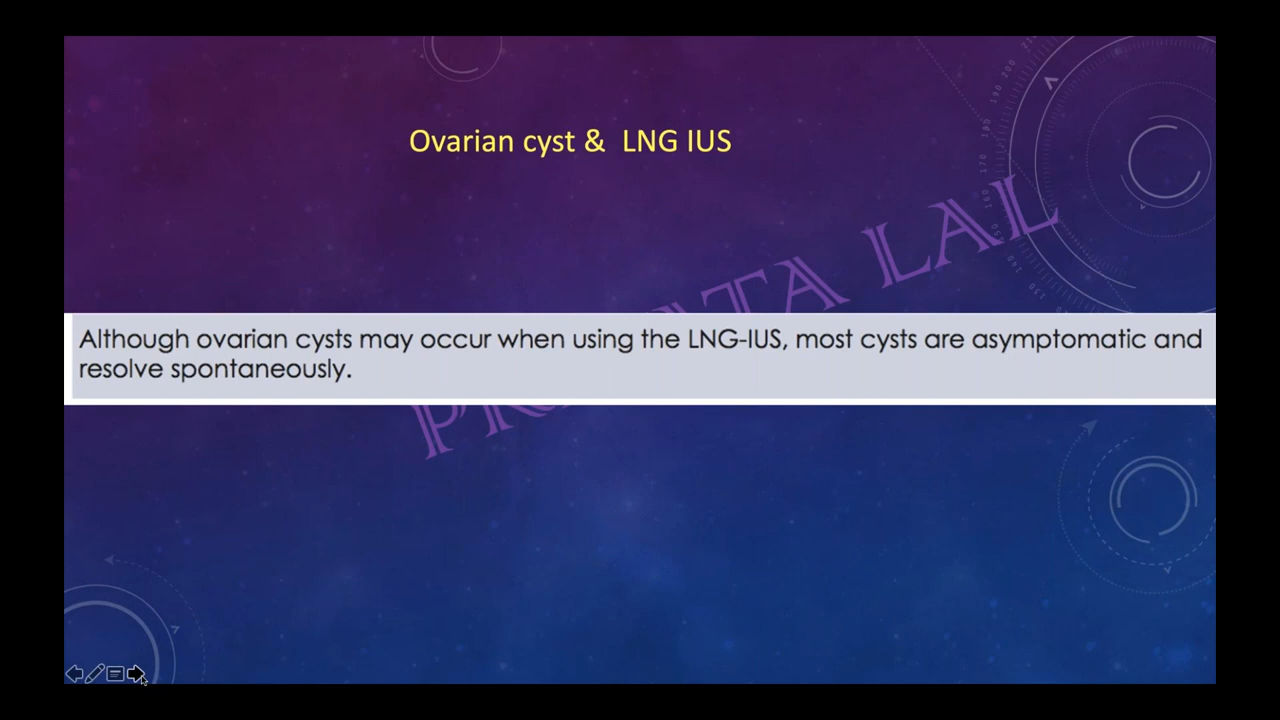 Ovarian cyst & LNG IUS
LAL
Although ovarian cysts may occur when using the LNG-IUS, most cysts are asymptomatic and
resolve spontaneously.